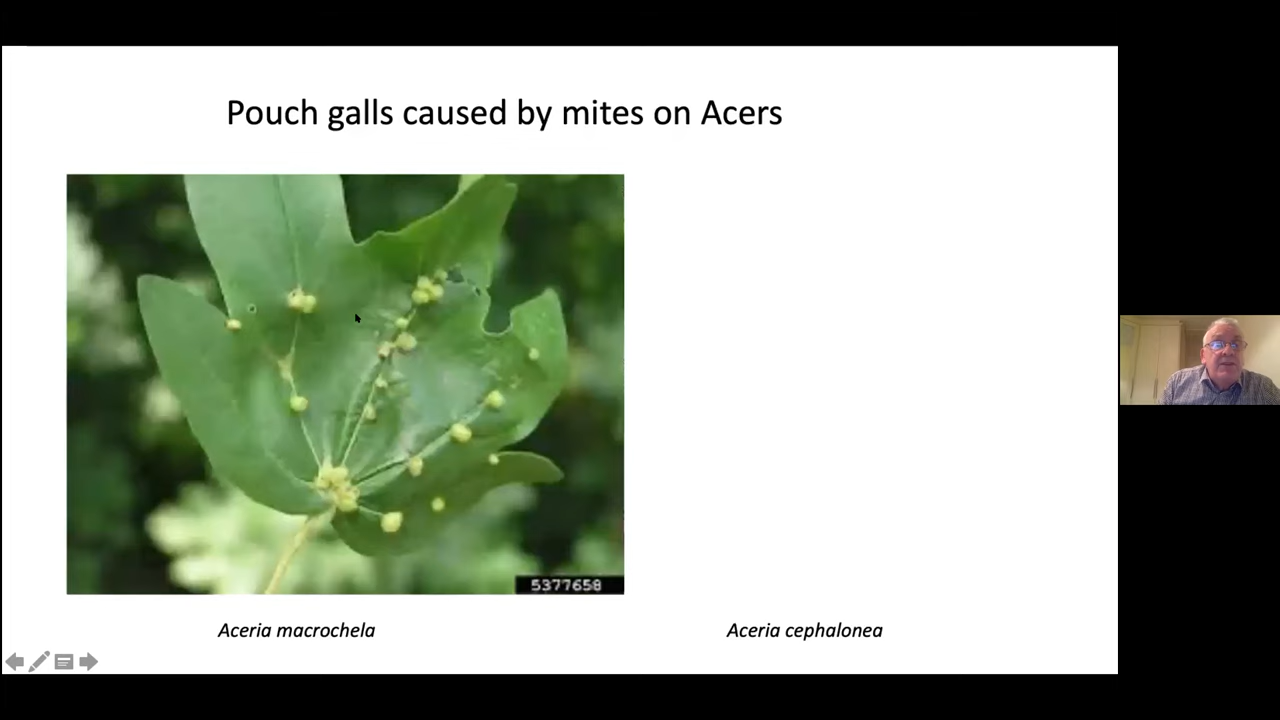 Pouch galls caused by mites on Acers
5377658
Aceria macrochela
Aceria cephalonea